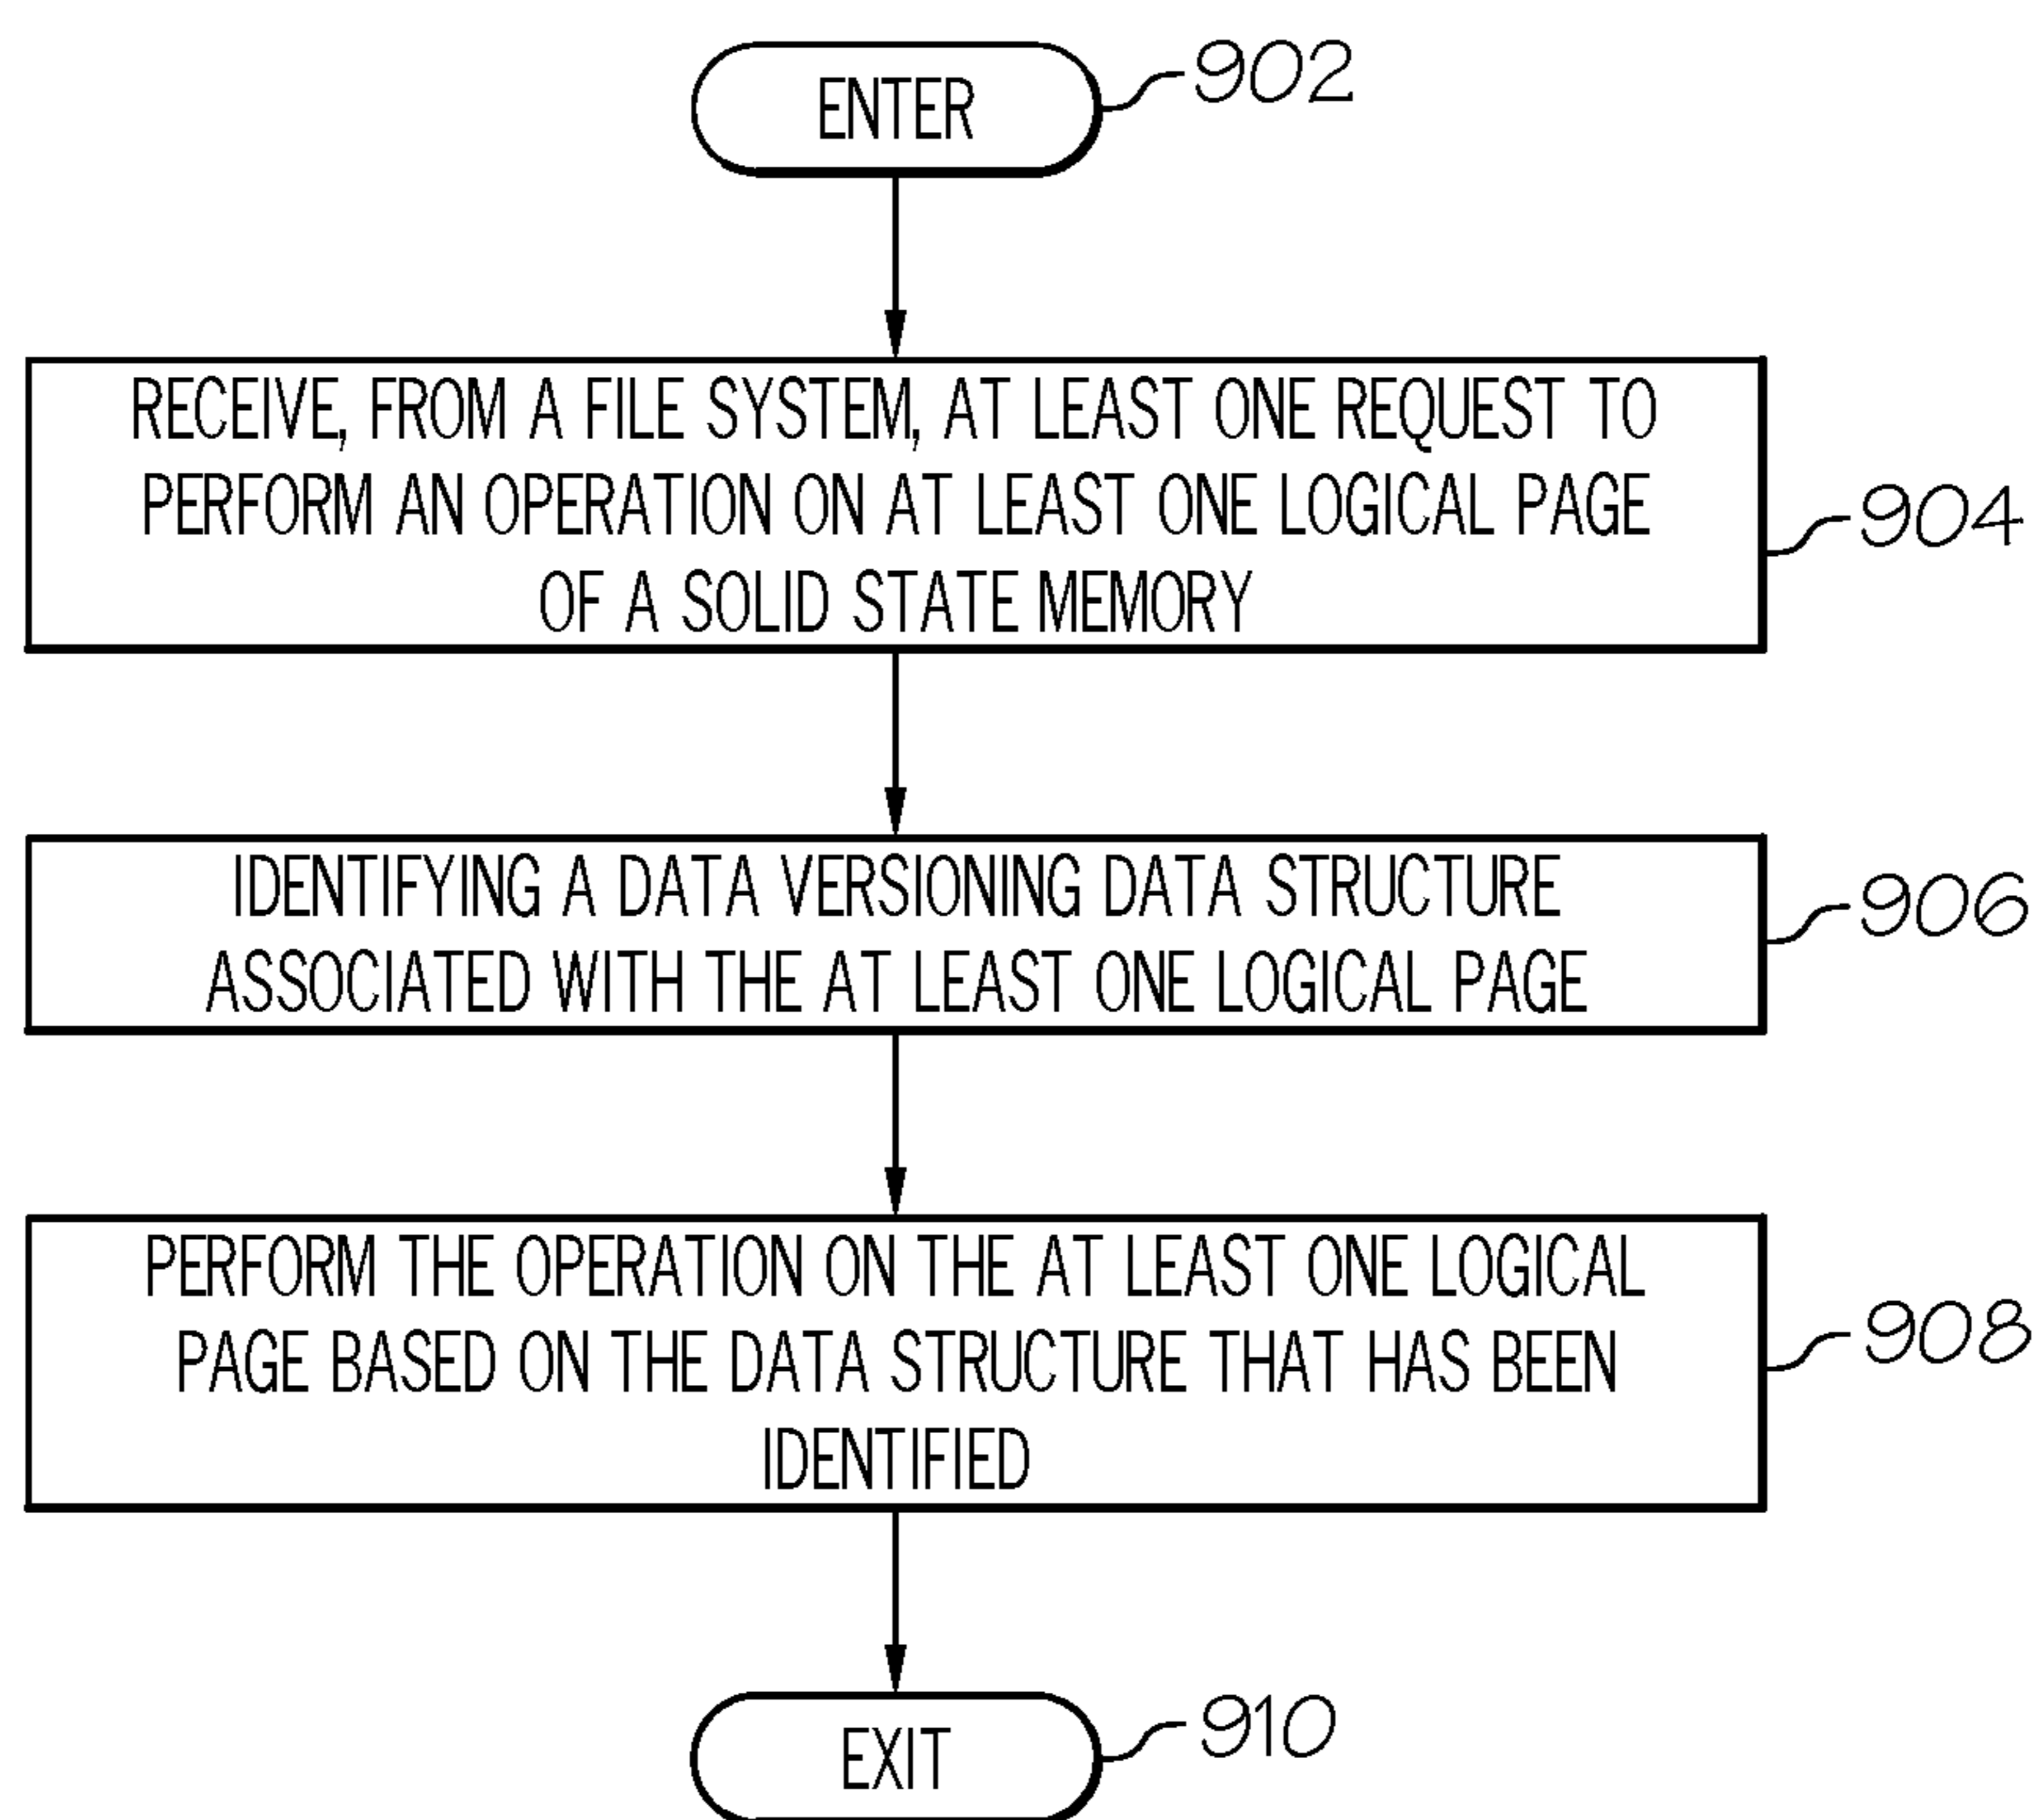 ENTER
902
RECEIVE, FROM A FILE SYSTEM, AT LEAST ONE REQUEST TO
PERFORM AN OPERATION ON AT LEAST ONE LOGICAL PAGE
OF A SOLID STATE MEMORY
904
IDENTIFYING A DATA VERSIONING DATA STRUCTURE
ASSOCIATED WITH THE AT LEAST ONE LOGICAL PAGE
906
PERFORM THE OPERATION ON THE AT LEAST ONE LOGICAL
PAGE BASED ON THE DATA STRUCTURE THAT HAS BEEN
IDENTIFIED
908
EXIT
910